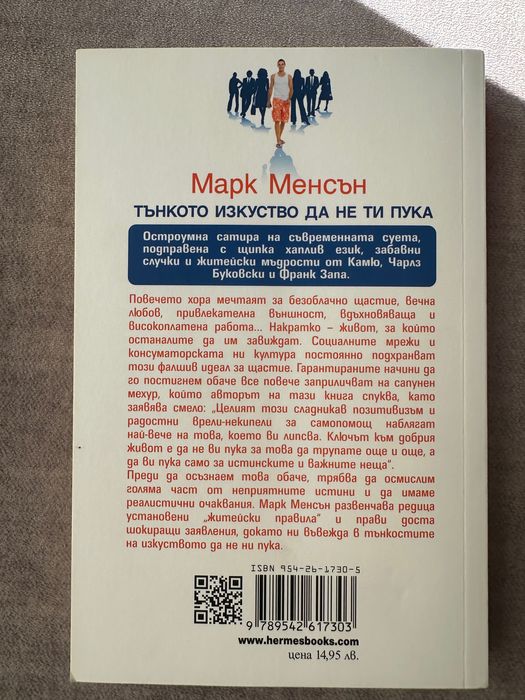 Марк Менсън
ТЪНКОТО ИЗКУСТВО ДА НЕ ТИ ПУКА
Остроумна сатира на съвременната суета,
подправена с щипка хаплив език, забавни
случки и житейски мъдрости от Камю, Чарлз
Буковски и Франк Запа.
Повечето хора мечтаят за безоблачно щастие, вечна
любов, привлекателна външност, вдъхновяваща и
високоплатена работа... Накратко – живот, за който
останалите да им завиждат. Социалните мрежи и
консуматорската ни култура постоянно подхранват
този фалшив идеал за щастие. Гарантираните начини да
го постигнем обаче все повече заприличват на сапунен
мехур, който авторът на тази книга спуква, като
заявява смело: „Целият този сладникав позитивизъм и
радостни врели-некипели за самопомощ наблягат
най-вече на това, което ви липсва. Ключът към добрия
живот е да не ви пука за това да трупате още и още, а
да ви пука само за истинските и важните неща“.
Преди да осъзнаем това обаче, трябва да осмислим
голяма част от неприятните истини и да имаме
реалистични очаквания. Марк Менсън развенчава редица
установени „житейски правила“ и прави доста
шокиращи заявления, докато ни въвежда в тънкостите
на изкуството да не ни пука.
ISBN 954-26-1730-5
9 789542 617303
www.hermesbooks.com
цена 14,95 лв.